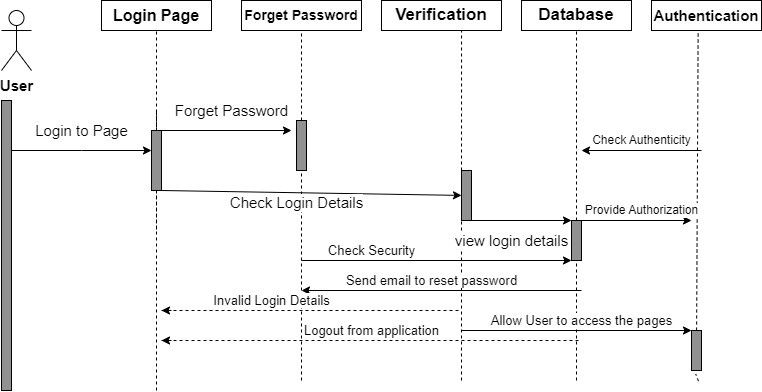 Login Page
Forget Password
Verification
Database
Authentication
User
Forget Password
Login to Page
Check Authenticity
Check Login Details
Provide Authorization
view login details
Check Security
Send email to reset password
Invalid Login Details
Allow User to access the pages
Logout from application